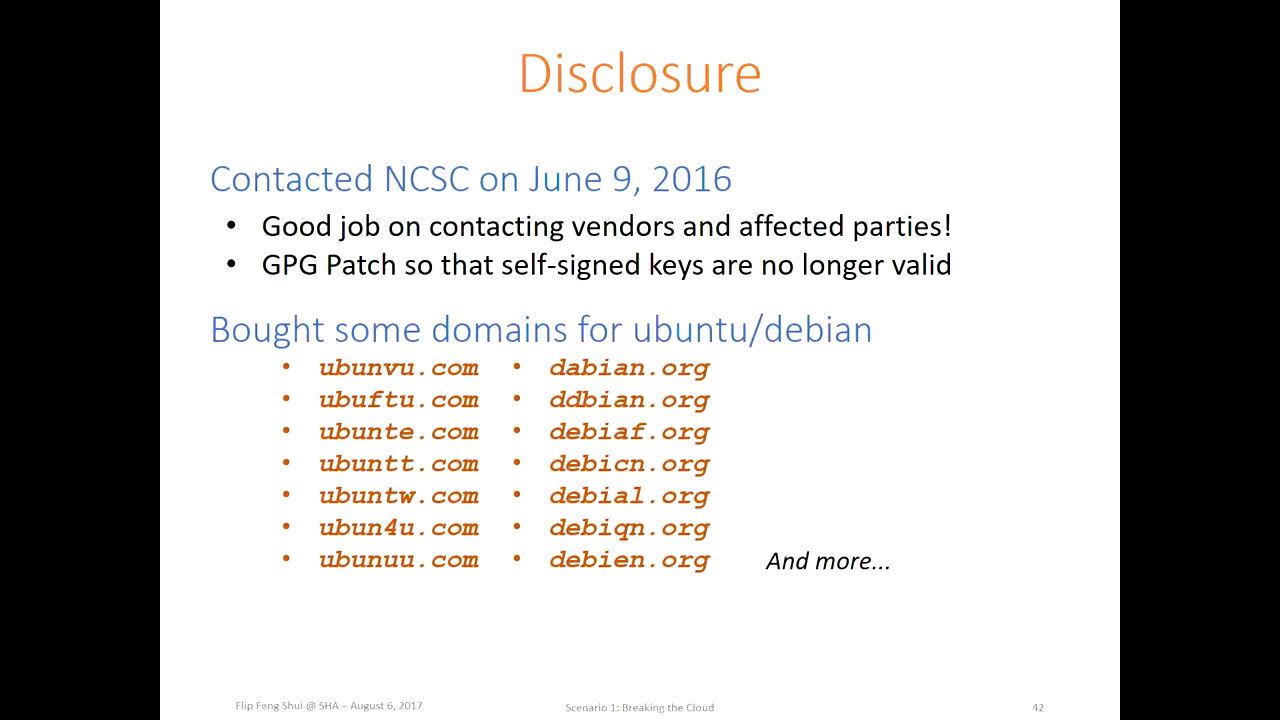 Disclosure
Contacted NCSC on June 9, 2016
• Good job on contacting vendors and affected parties!
• GPG Patch so that self-signed keys are no longer valid
Bought some domains for ubuntu/debian
• ubunvu.com • dabian.org
• ubuftu.com • ddbian.org
• ubunte.com • debiaf.org
• ubuntt.com • debicn.org
• ubuntw.com • debial.org
• ubun4u.com • debiqn.org
• ubunuu.com • debien.org And more...
Flip Feng Shui @ SHA – August 6, 2017 Scenario 1: Breaking the Cloud 42